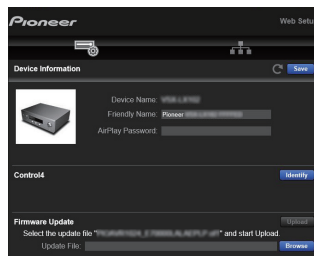 Pioneer Web Setu
Device Information Save
Device Name:
Friendly Name: Pioneer
AirPlay Password:
Control4 Identify
Firmware Update Upload
Select the update file " " and start Upload.
Update File: Browse